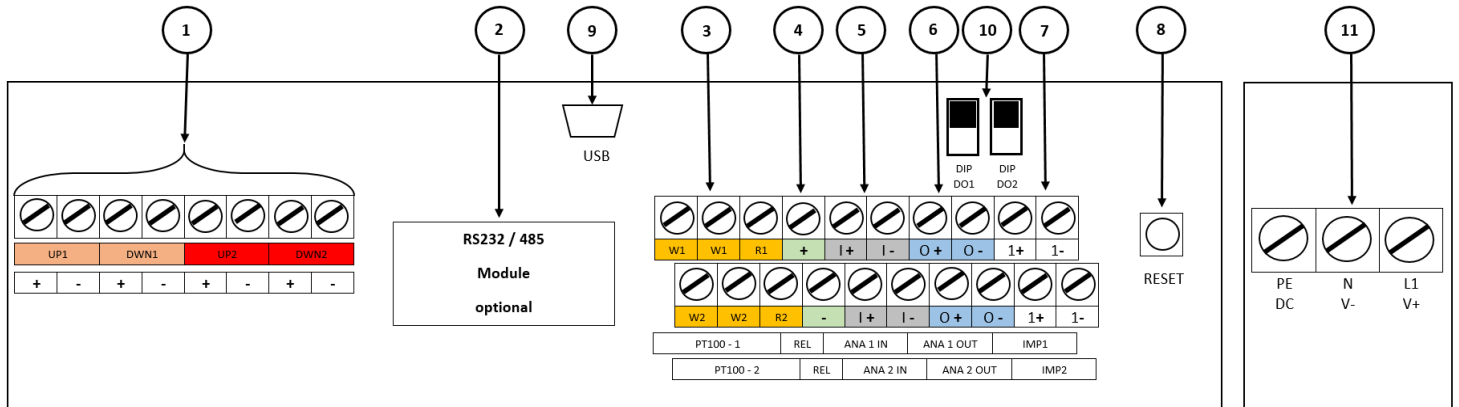 1 2 9 3 4 5 6 10 7 8 11
USB
DIP DIP
DO1 DO2
UP1 DWN1 UP2 DWN2
+ - + - + - + -
RS232 / 485
Module
optional
W1 W1 R1 + I+ I - O + O - 1+ 1-
W2 W2 R2 - I+ I - O + O - 1+ 1-
PT100 - 1 REL ANA 1 IN ANA 1 OUT IMP1
PT100 - 2 REL ANA 2 IN ANA 2 OUT IMP2
RESET
PE N L1
DC V- V+